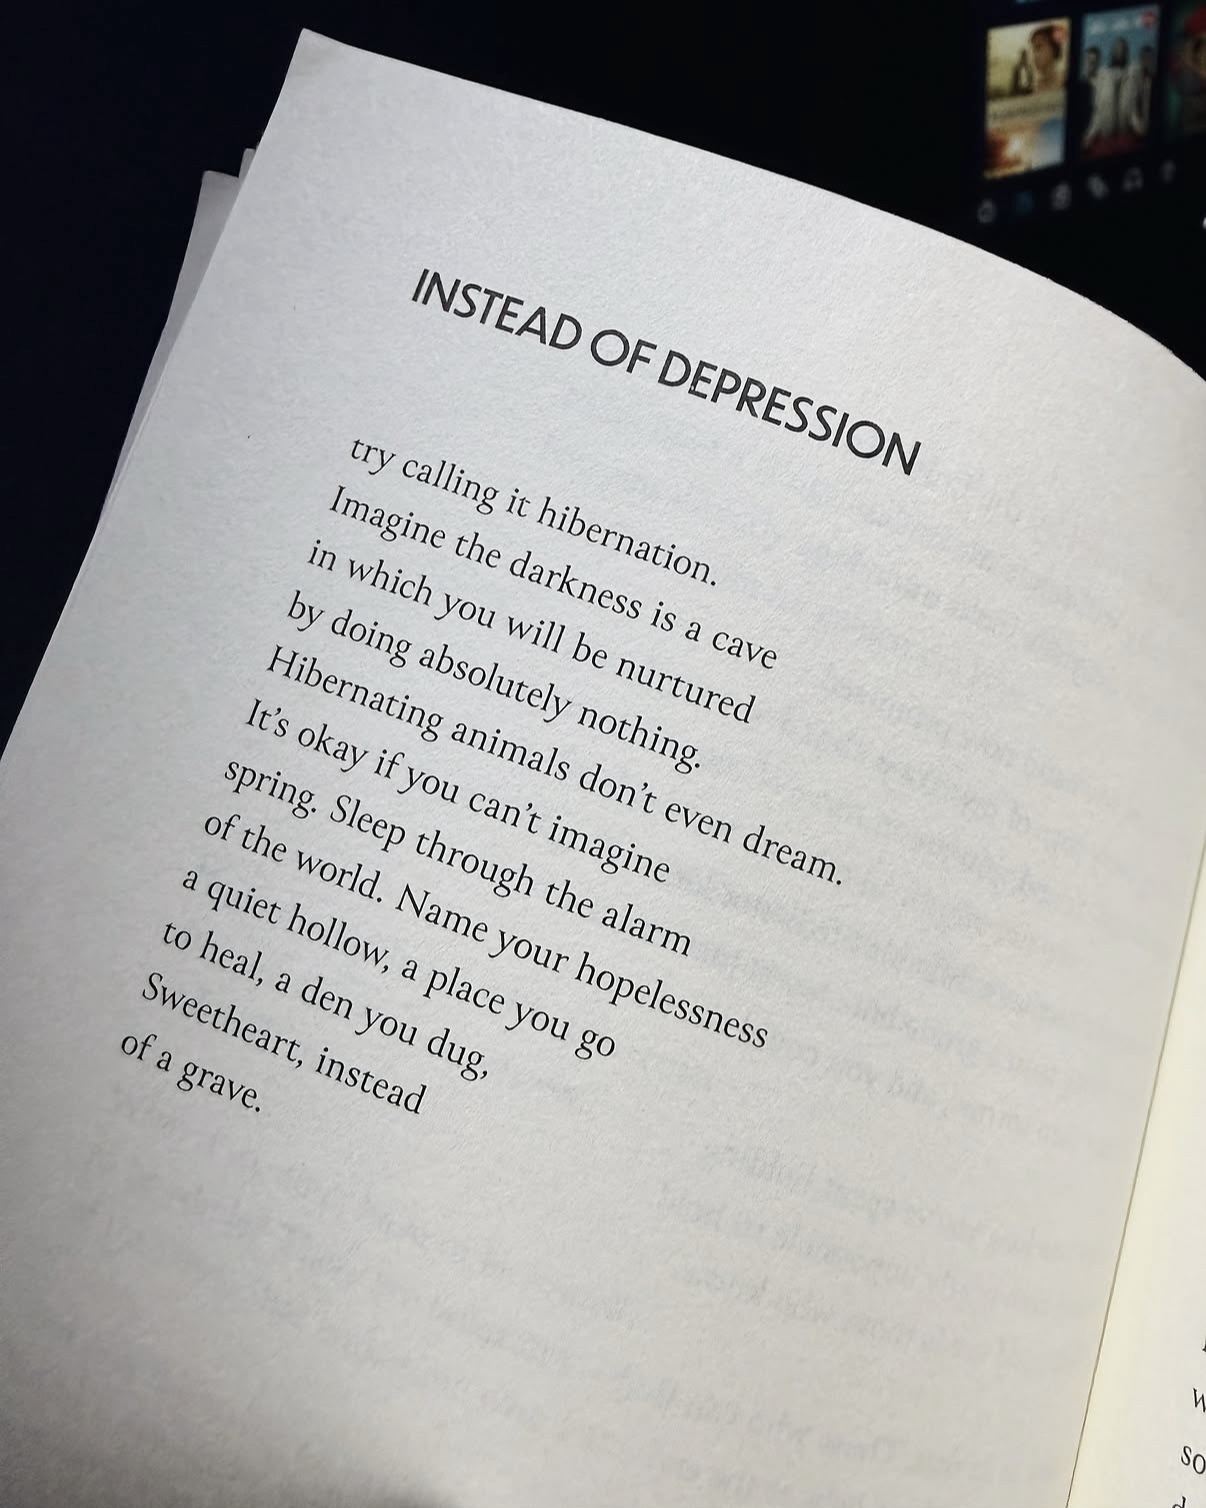 INSTEAD OF DEPRESSION
try calling it hibernation.
Imagine the darkness is a cave
in which you will be nurtured
by doing absolutely nothing.
Hibernating animals don't even dream.
It's okay if you can't imagine
spring. Sleep through the alarm
of the world. Name your hopelessness
a quiet hollow, a place you go
to heal, a den you dug,
Sweetheart, instead
of a grave.
w
so